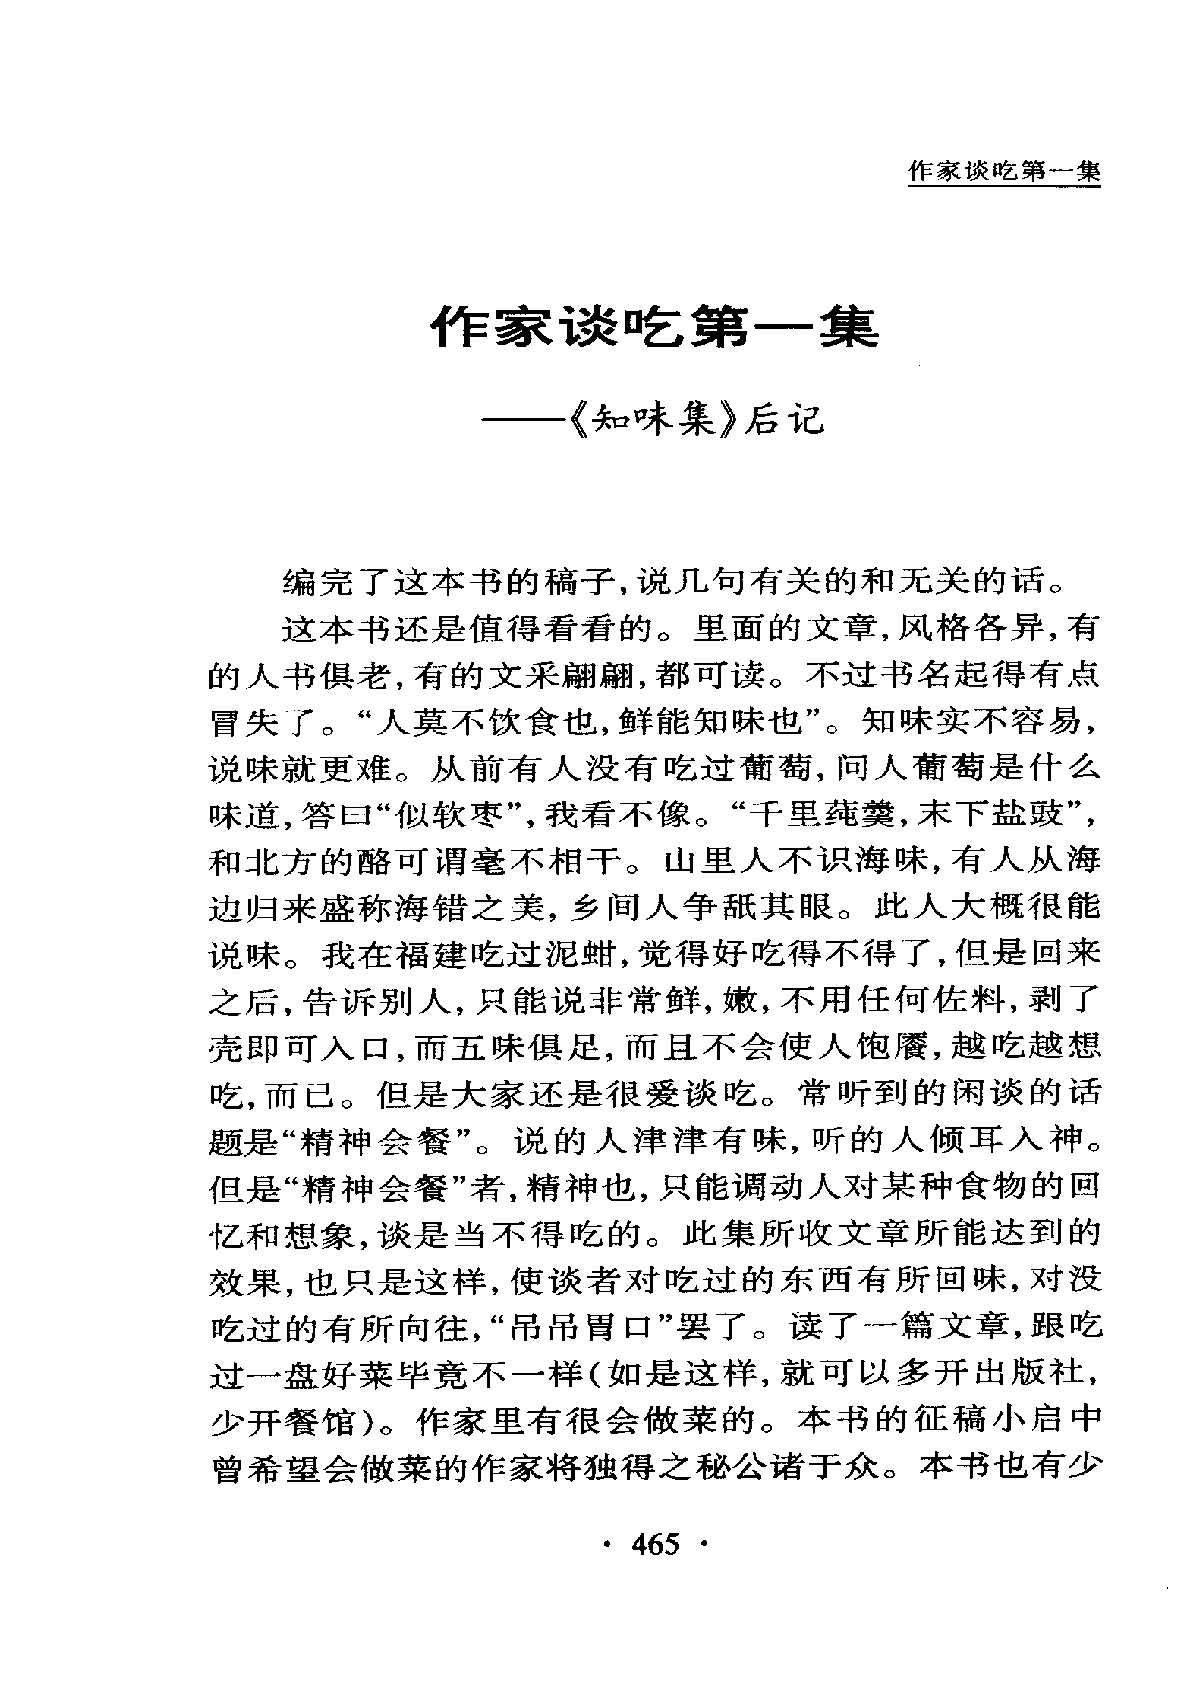 作家谈吃第一集
作家谈吃第一集
——《知味集》后记
编完了这本书的稿子,说几句有关的和无关的话。
这本书还是值得看看的。里面的文章,风格各异,有
的人书俱老,有的文采翩翩,都可读。不过书名起得有点
冒失了。“人莫不饮食也,鲜能知味也”。知味实不容易,
说味就更难。从前有人没有吃过葡萄,问人葡萄是什么
味道,答曰“似软枣”,我看不像。“千里莼羹,末下盐豉”,
和北方的酪可谓毫不相干。山里人不识海味,有人从海
边归来盛称海错之美,乡间人争舐其眼。此人大概很能
说味。我在福建吃过泥蚶,觉得好吃得不得了,但是回来
之后,告诉别人,只能说非常鲜,嫩,不用任何佐料,剥了
壳即可入口,而五味俱足,而且不会使人饱餍,越吃越想
吃,而已。但是大家还是很爱谈吃。常听到的闲谈的话
题是“精神会餐”。说的人津津有味,听的人倾耳入神。
但是“精神会餐”者,精神也,只能调动人对某种食物的回
忆和想象,谈是当不得吃的。此集所收文章所能达到的
效果,也只是这样,使谈者对吃过的东西有所回味,对没
吃过的有所向往,“吊吊胃口”罢了。读了一篇文章,跟吃
过一盘好菜毕竟不一样(如是这样,就可以多开出版社,
少开餐馆)。作家里有很会做菜的。本书的征稿小启中
曾希望会做菜的作家将独得之秘公诸于众。本书也有少
· 465 ·